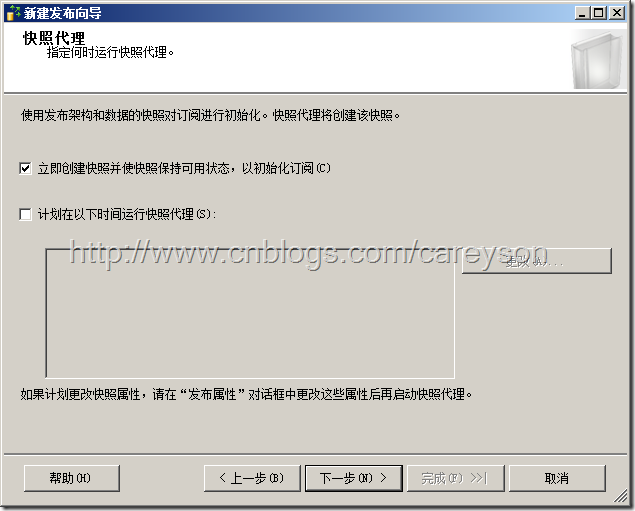 新建发布向导
快照代理
指定何时运行快照代理。
使用发布架构和数据的快照对订阅进行初始化。快照代理将创建该快照。
立即创建快照并使快照保持可用状态，以初始化订阅(C)
计划在以下时间运行快照代理(S):
http://www.cnblogs.com/careyson
更改(A)...
如果计划更改快照属性，请在“发布属性”对话框中更改这些属性后再启动快照代理。
帮助(H)
< 上一步(B)
下一步(N) >
完成(F) >>|
取消